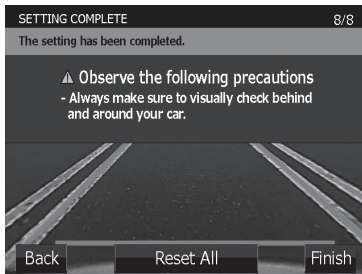 SETTING COMPLETE 8/8
The setting has been completed.
⚠ Observe the following precautions
- Always make sure to visually check behind
and around your car.
Back Reset All Finish